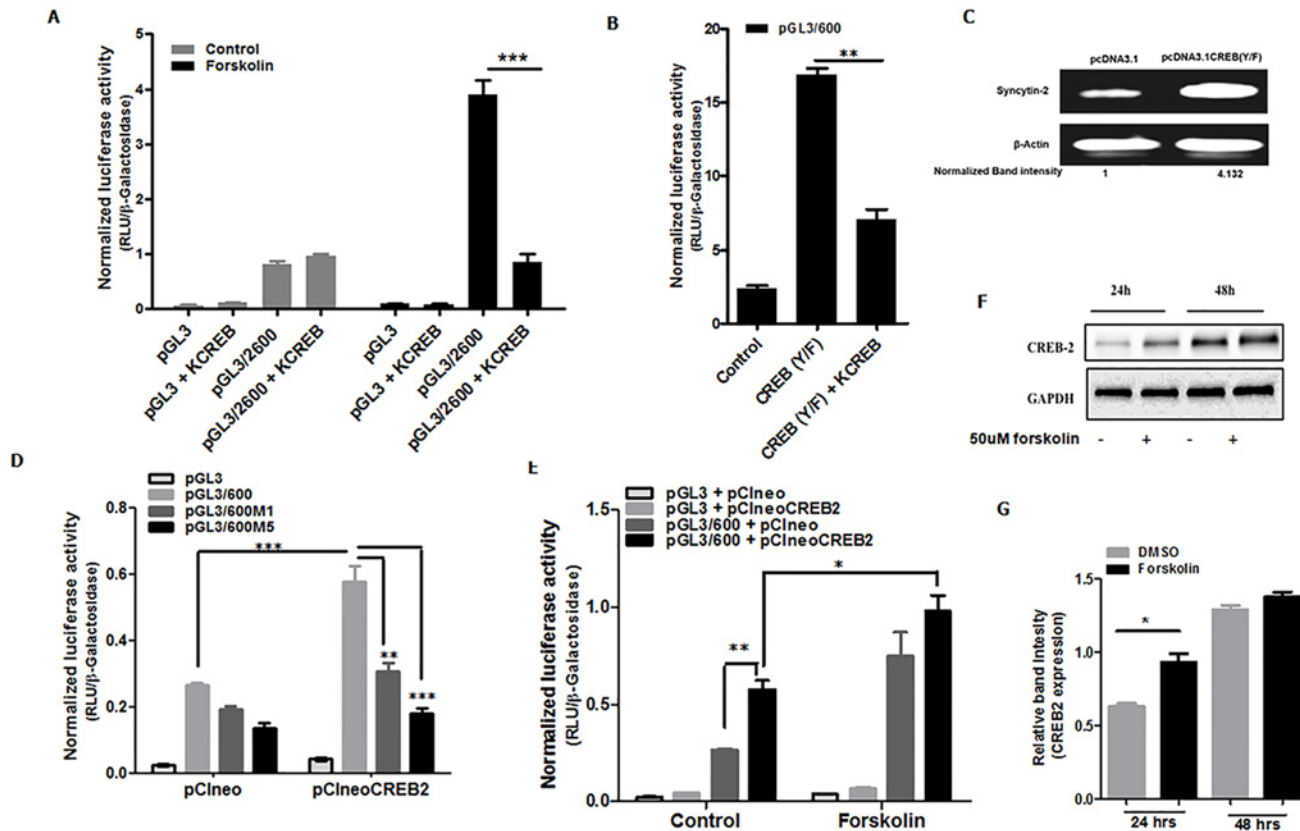 A
Normalized luciferase activity
(RLU/β-Galactosidase)
Control
Forskolin
***
5
4
3
2
1
0
pGL3
pGL3 + KCREB
pGL3/2600
pGL3/2600 + KCREB
pGL3
pGL3 + KCREB
pGL3/2600
pGL3/2600 + KCREB
B
Normalized luciferase activity
(RLU/β-Galactosidase)
pGL3/600
**
20
15
10
5
0
Control
CREB (Y/F)
CREB (Y/F) + KCREB
C
pcDNA3.1 pcDNA3.1CREB(Y/F)
Syncytin-2
β-Actin
Normalized Band intensity 1 4.132
F
24h 48h
CREB-2
GAPDH
50uM forskolin - + - +
D
Normalized luciferase activity
(RLU/β-Galactosidase)
pGL3
pGL3/600
pGL3/600M1
pGL3/600M5
***
**
***
0.8
0.6
0.4
0.2
0.0
pCIneo pCIneoCREB2
E
Normalized luciferase activity
(RLU/β-Galactosidase)
pGL3 + pCIneo
pGL3 + pCIneoCREB2
pGL3/600 + pCIneo
pGL3/600 + pCIneoCREB2
*
**
1.5
1.0
0.5
0.0
Control Forskolin
G
Relative band Intesity
(CREB2 expression)
DMSO
Forskolin
*
1.5
1.0
0.5
0.0
24 hrs 48 hrs